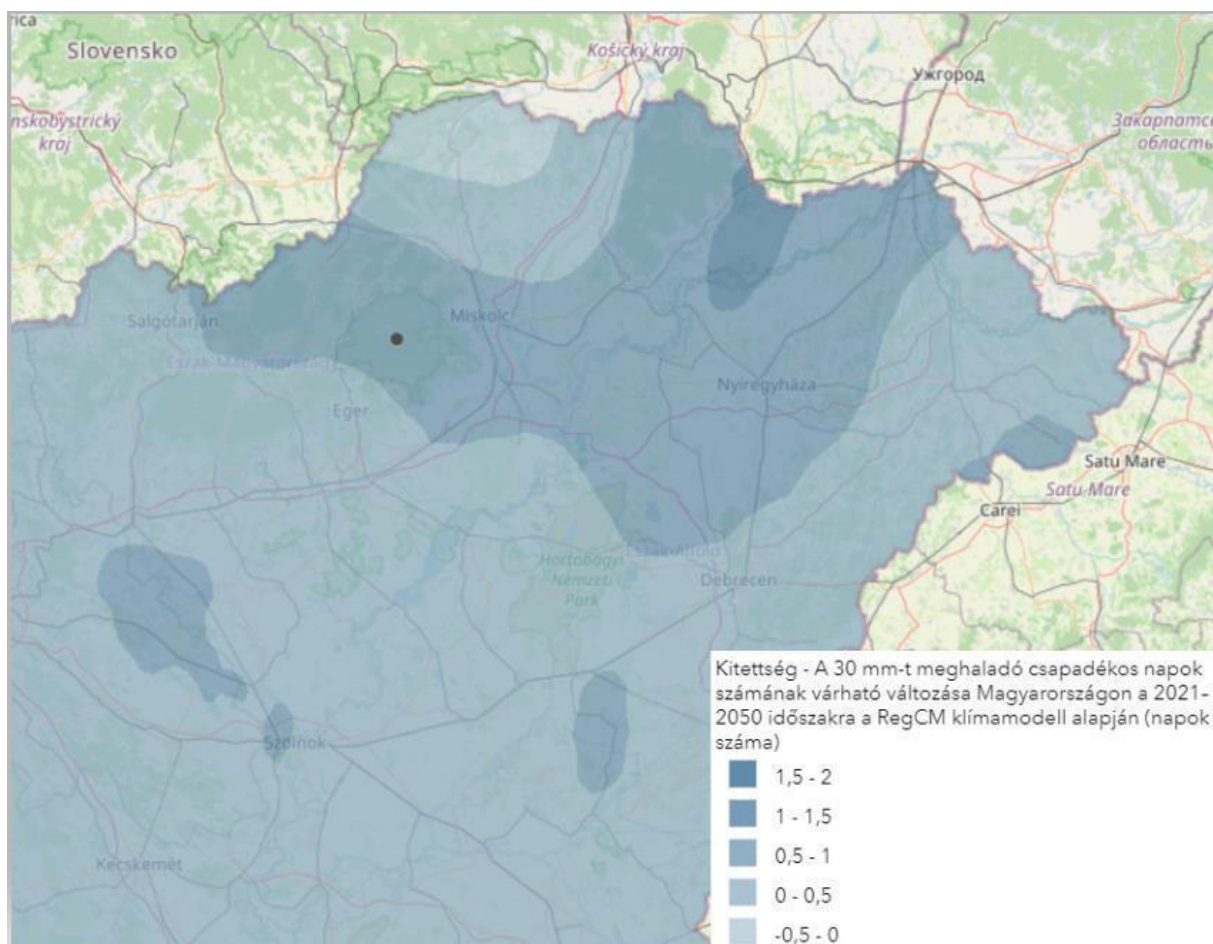 rica
Slovensko
Košický kraj
Ужгород
nskobystrický
kraj
Закарпатс
область
Salgótarján
Miskolc
Észak-Magyarország
Nyíregyháza
Eger
Satu Mare
Satu Mare
Carei
Észak-Alföld
Hortobágyi
Nemzeti
Park
Debrecen
Szolnok
Kecskemét
Kitettség - A 30 mm-t meghaladó csapadékos napok
számának várható változása Magyarországon a 2021-
2050 időszakra a RegCM klímamodell alapján (napok
száma)
1,5 - 2
1 - 1,5
0,5 - 1
0 - 0,5
-0,5 - 0